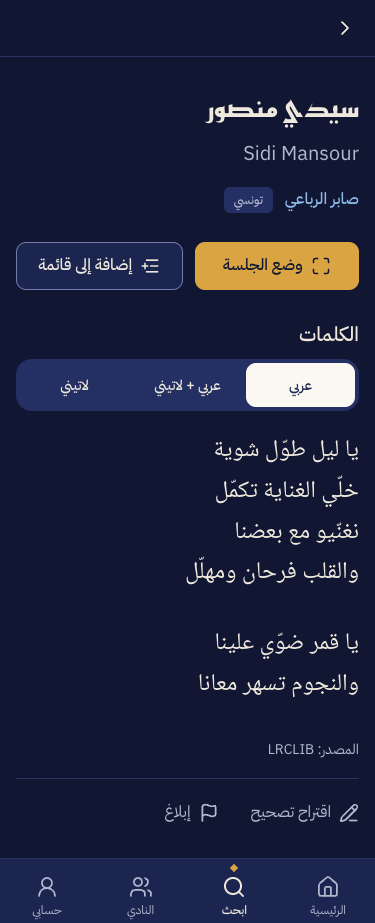 سيدي منصور
Sidi Mansour
صابر الرباعي تونسي
وضع الجلسة إضافة إلى قائمة
الكلمات
عربي عربي + لاتيني لاتيني
يا ليل طوّل شوية
خلّي الغناية تكمّل
نغنّيو مع بعضنا
والقلب فرحان ومهلّل
يا قمر ضوّي علينا
والنجوم تسهر معانا
المصدر: LRCLIB
اقتراح تصحيح إبلاغ
الرئيسية ابحث النادي حسابي